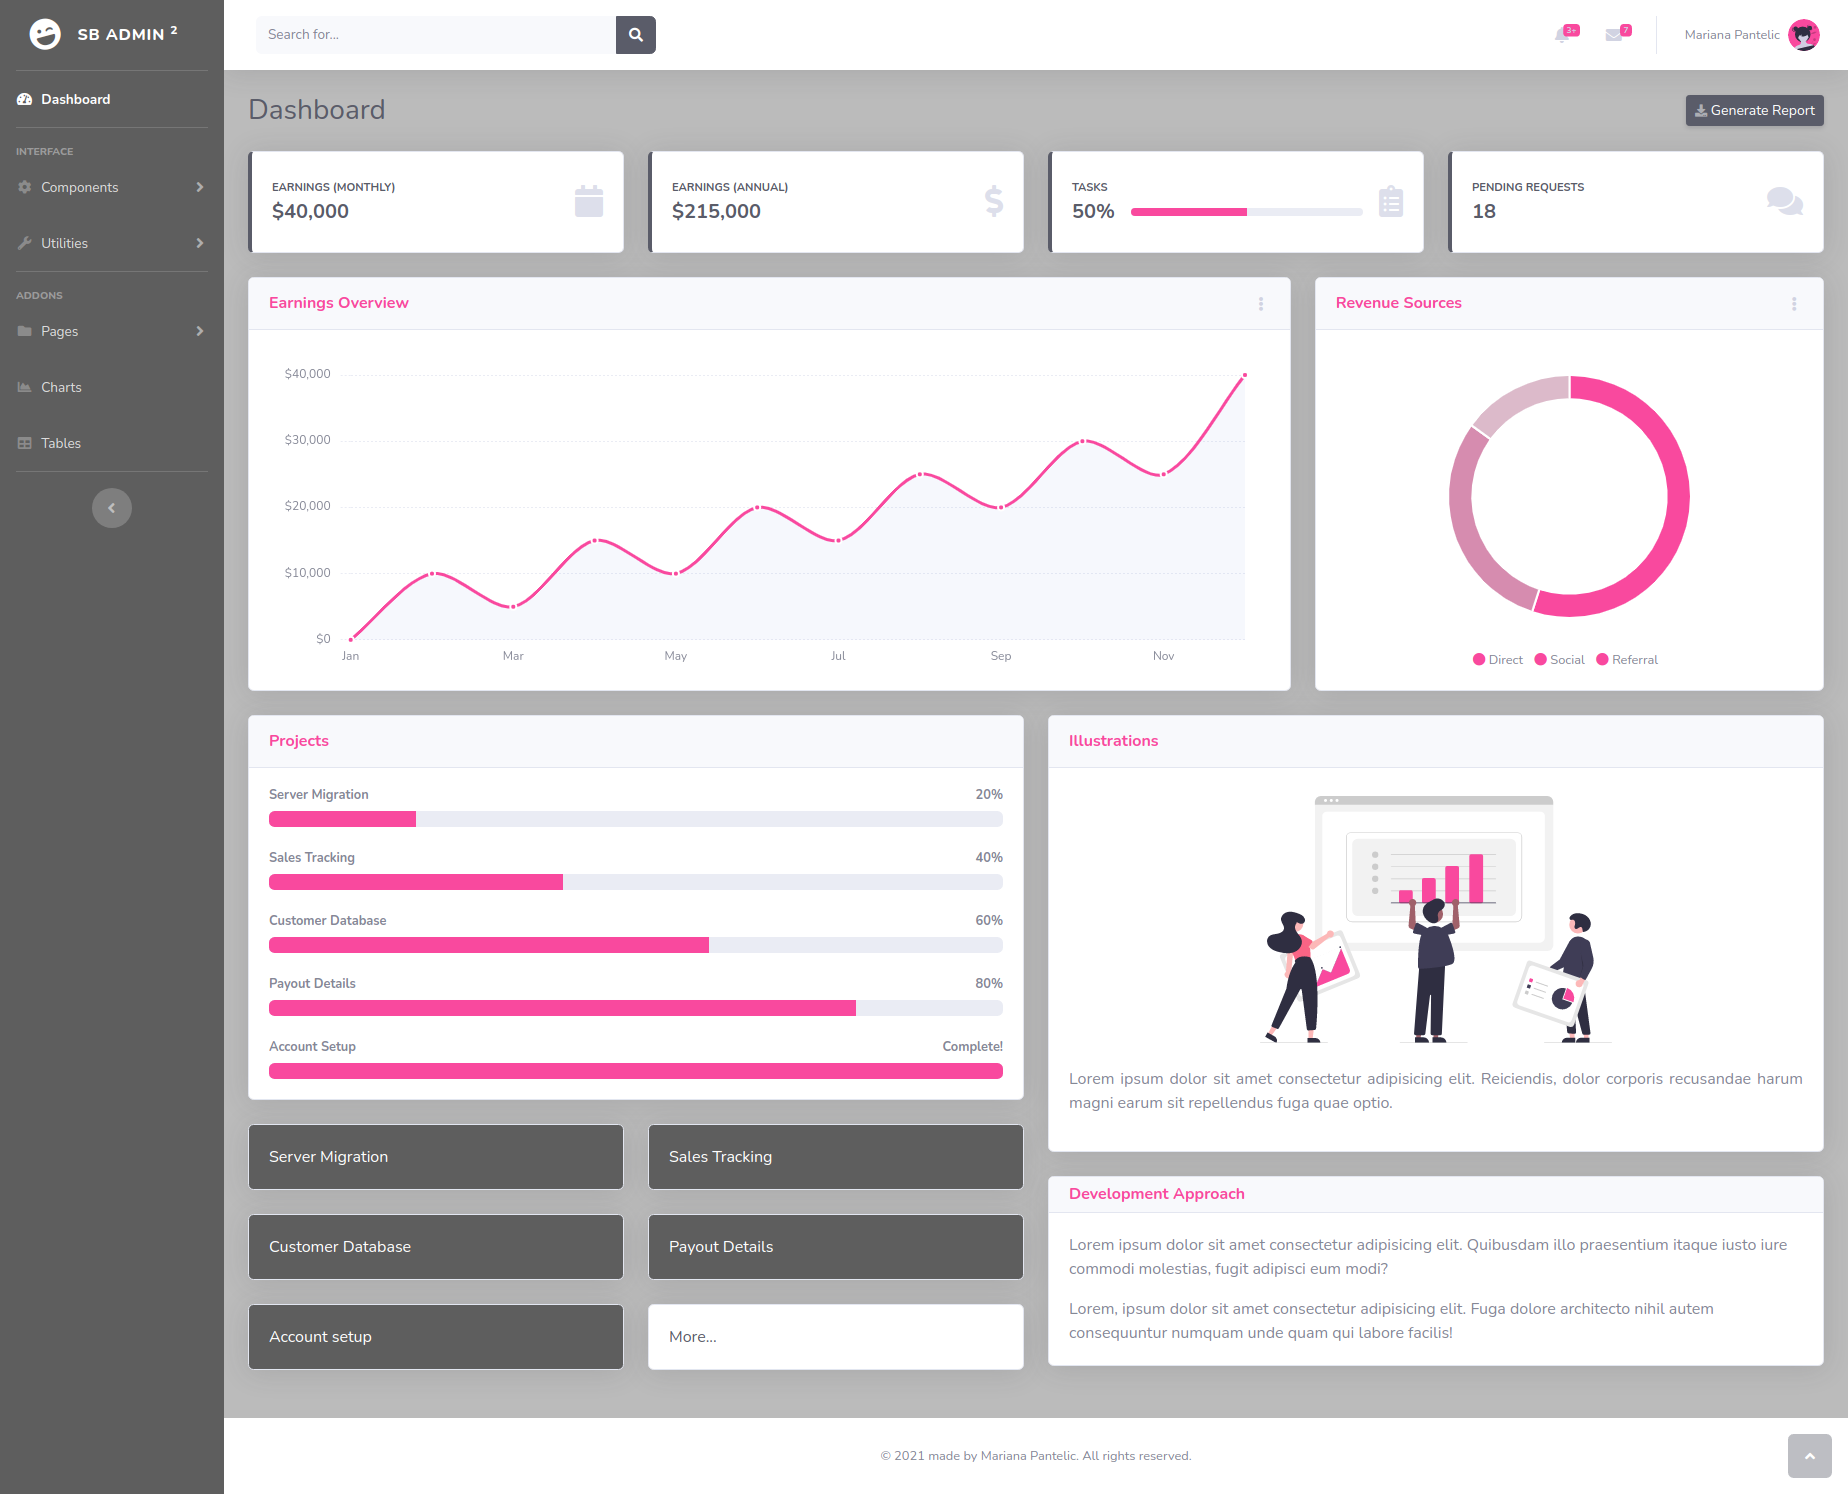 SB ADMIN 2
Dashboard
INTERFACE
Components
Utilities
ADDONS
Pages
Charts
Tables
Search for...
3+
7
Mariana Pantelic
Dashboard
Generate Report
EARNINGS (MONTHLY)
$40,000
EARNINGS (ANNUAL)
$215,000
TASKS
50%
PENDING REQUESTS
18
Earnings Overview
$40,000
$30,000
$20,000
$10,000
$0
Jan Mar May Jul Sep Nov
Revenue Sources
Direct Social Referral
Projects
Server Migration 20%
Sales Tracking 40%
Customer Database 60%
Payout Details 80%
Account Setup Complete!
Server Migration
Sales Tracking
Customer Database
Payout Details
Account setup
More...
Illustrations
Lorem ipsum dolor sit amet consectetur adipisicing elit. Reiciendis, dolor corporis recusandae harum
magni earum sit repellendus fuga quae optio.
Development Approach
Lorem ipsum dolor sit amet consectetur adipisicing elit. Quibusdam illo praesentium itaque iusto iure
commodi molestias, fugit adipisci eum modi?
Lorem, ipsum dolor sit amet consectetur adipisicing elit. Fuga dolore architecto nihil autem
consequuntur numquam unde quam qui labore facilis!
© 2021 made by Mariana Pantelic. All rights reserved.